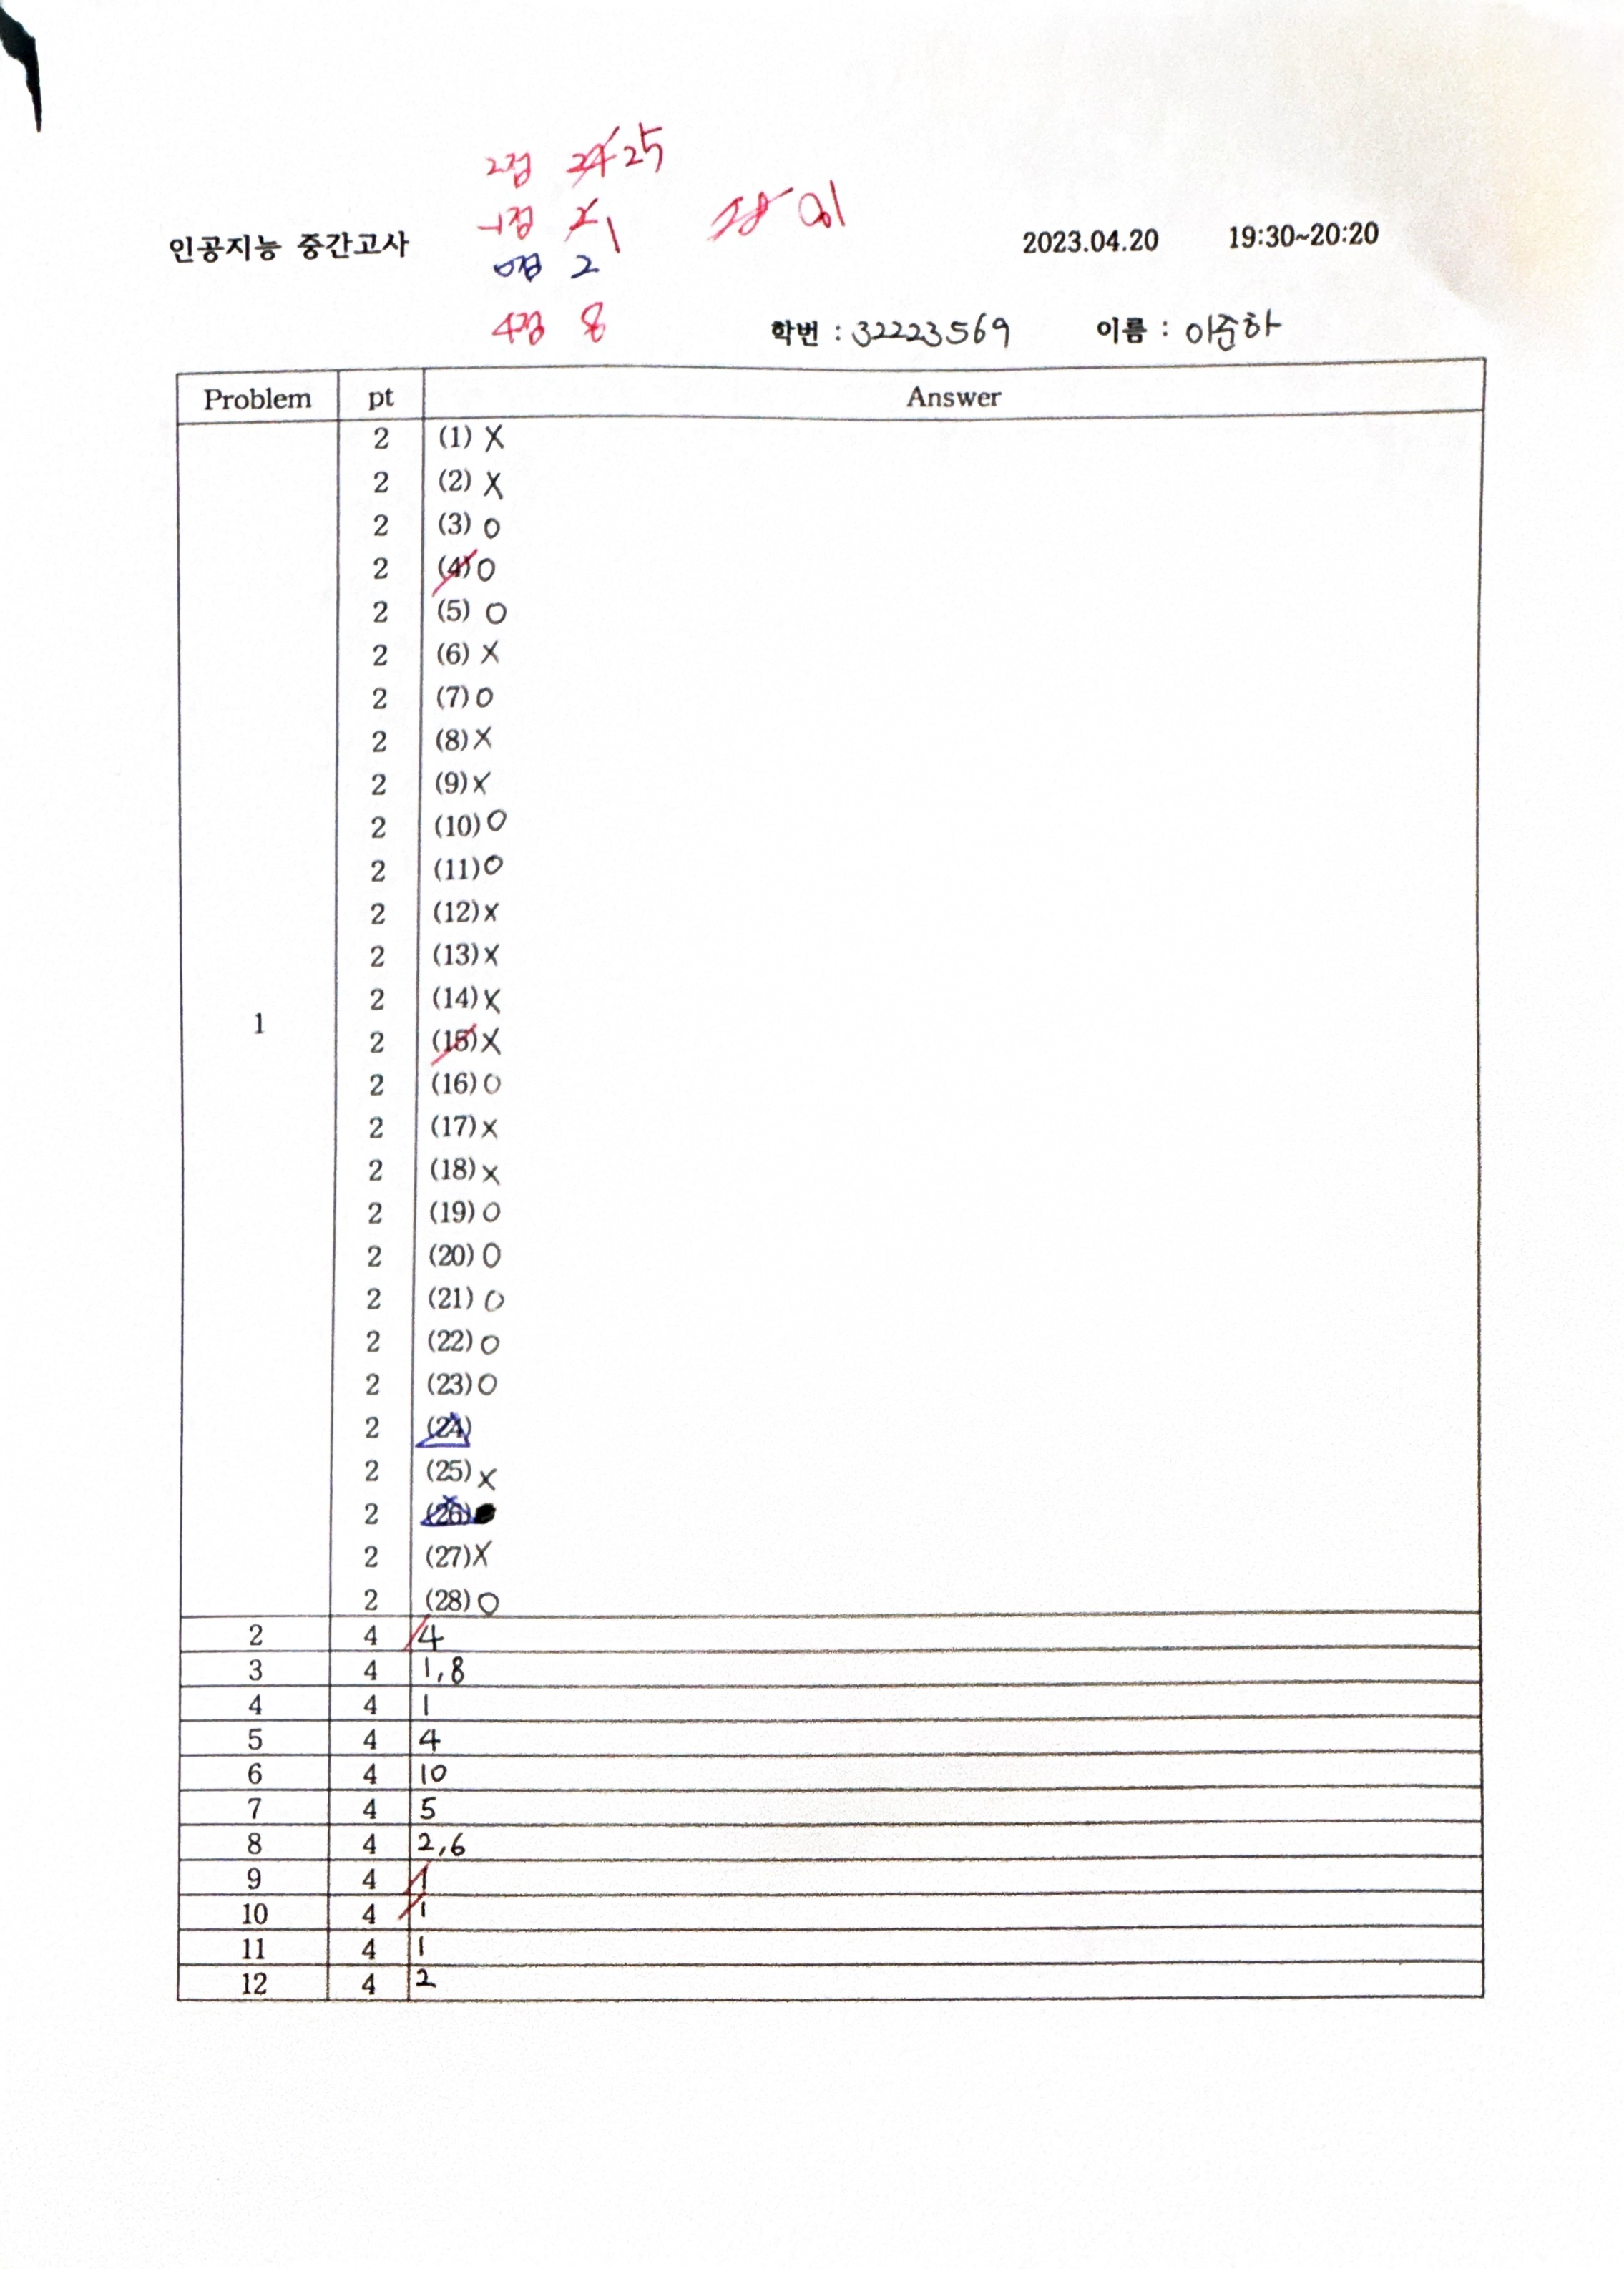 2점 24 25
-1점 2 1
0점 2
4점 8
인공지능 중간고사
2023.04.20 19:30~20:20
학번 : 32223569 이름 : 이준하
Problem pt Answer
1
2 (1) X
2 (2) X
2 (3) O
2 (4) O
2 (5) O
2 (6) X
2 (7) O
2 (8) X
2 (9) X
2 (10) O
2 (11) O
2 (12) X
2 (13) X
2 (14) X
2 (15) X
2 (16) O
2 (17) X
2 (18) X
2 (19) O
2 (20) O
2 (21) O
2 (22) O
2 (23) O
2 (24)
2 (25) X
2 (26)
2 (27) X
2 (28) O
2 4 4
3 4 1,8
4 4 1
5 4 4
6 4 10
7 4 5
8 4 2,6
9 4 1
10 4 1
11 4 1
12 4 2